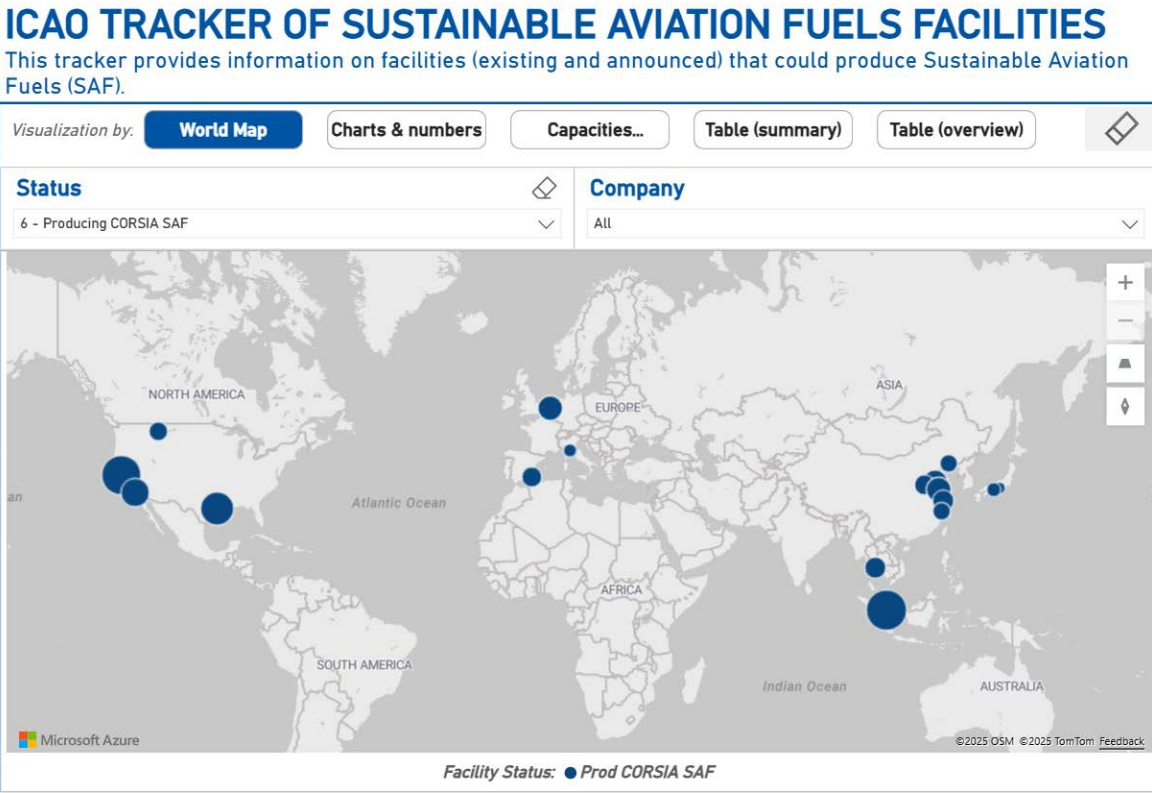 ICAO TRACKER OF SUSTAINABLE AVIATION FUELS FACILITIES
This tracker provides information on facilities (existing and announced) that could produce Sustainable Aviation
Fuels (SAF).
Visualization by: World Map Charts & numbers Capacities... Table (summary) Table (overview)
Status Company
6 - Producing CORSIA SAF All
ASIA
NORTH AMERICA
EUROPE
an
Atlantic Ocean
AFRICA
SOUTH AMERICA
Indian Ocean AUSTRALIA
Microsoft Azure ©2025 OSM ©2025 TomTom Feedback
Facility Status: Prod CORSIA SAF